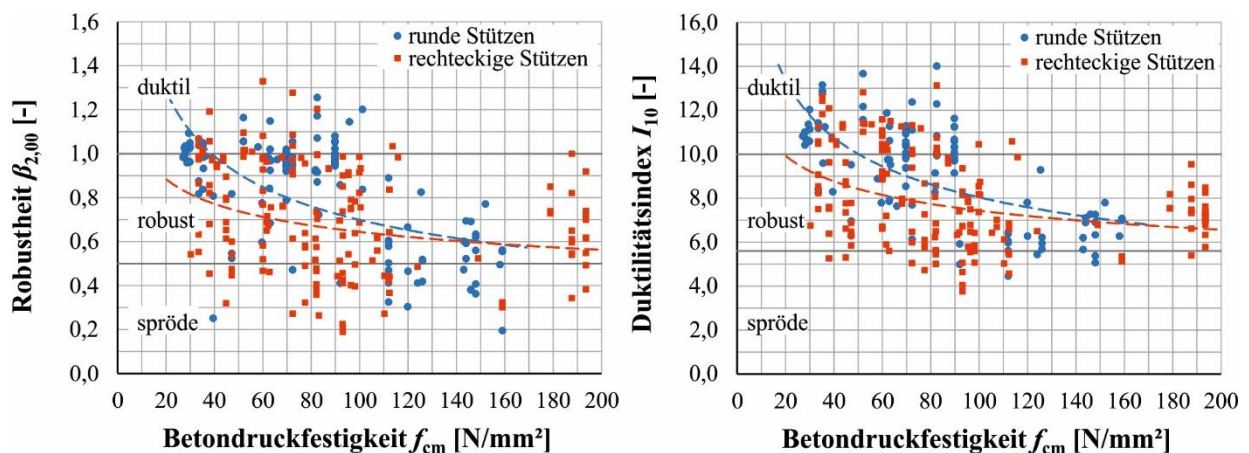 Robustheit β2,00 [-]
1,6
1,4
1,2
1,0
0,8
0,6
0,4
0,2
0,0
runde Stützen
rechteckige Stützen
duktil
robust
spröde
0 20 40 60 80 100 120 140 160 180 200
Betondruckfestigkeit fcm [N/mm²]
Duktilitätsindex I10 [-]
16,0
14,0
12,0
10,0
8,0
6,0
4,0
2,0
0,0
runde Stützen
rechteckige Stützen
duktil
robust
spröde
0 20 40 60 80 100 120 140 160 180 200
Betondruckfestigkeit fcm [N/mm²]